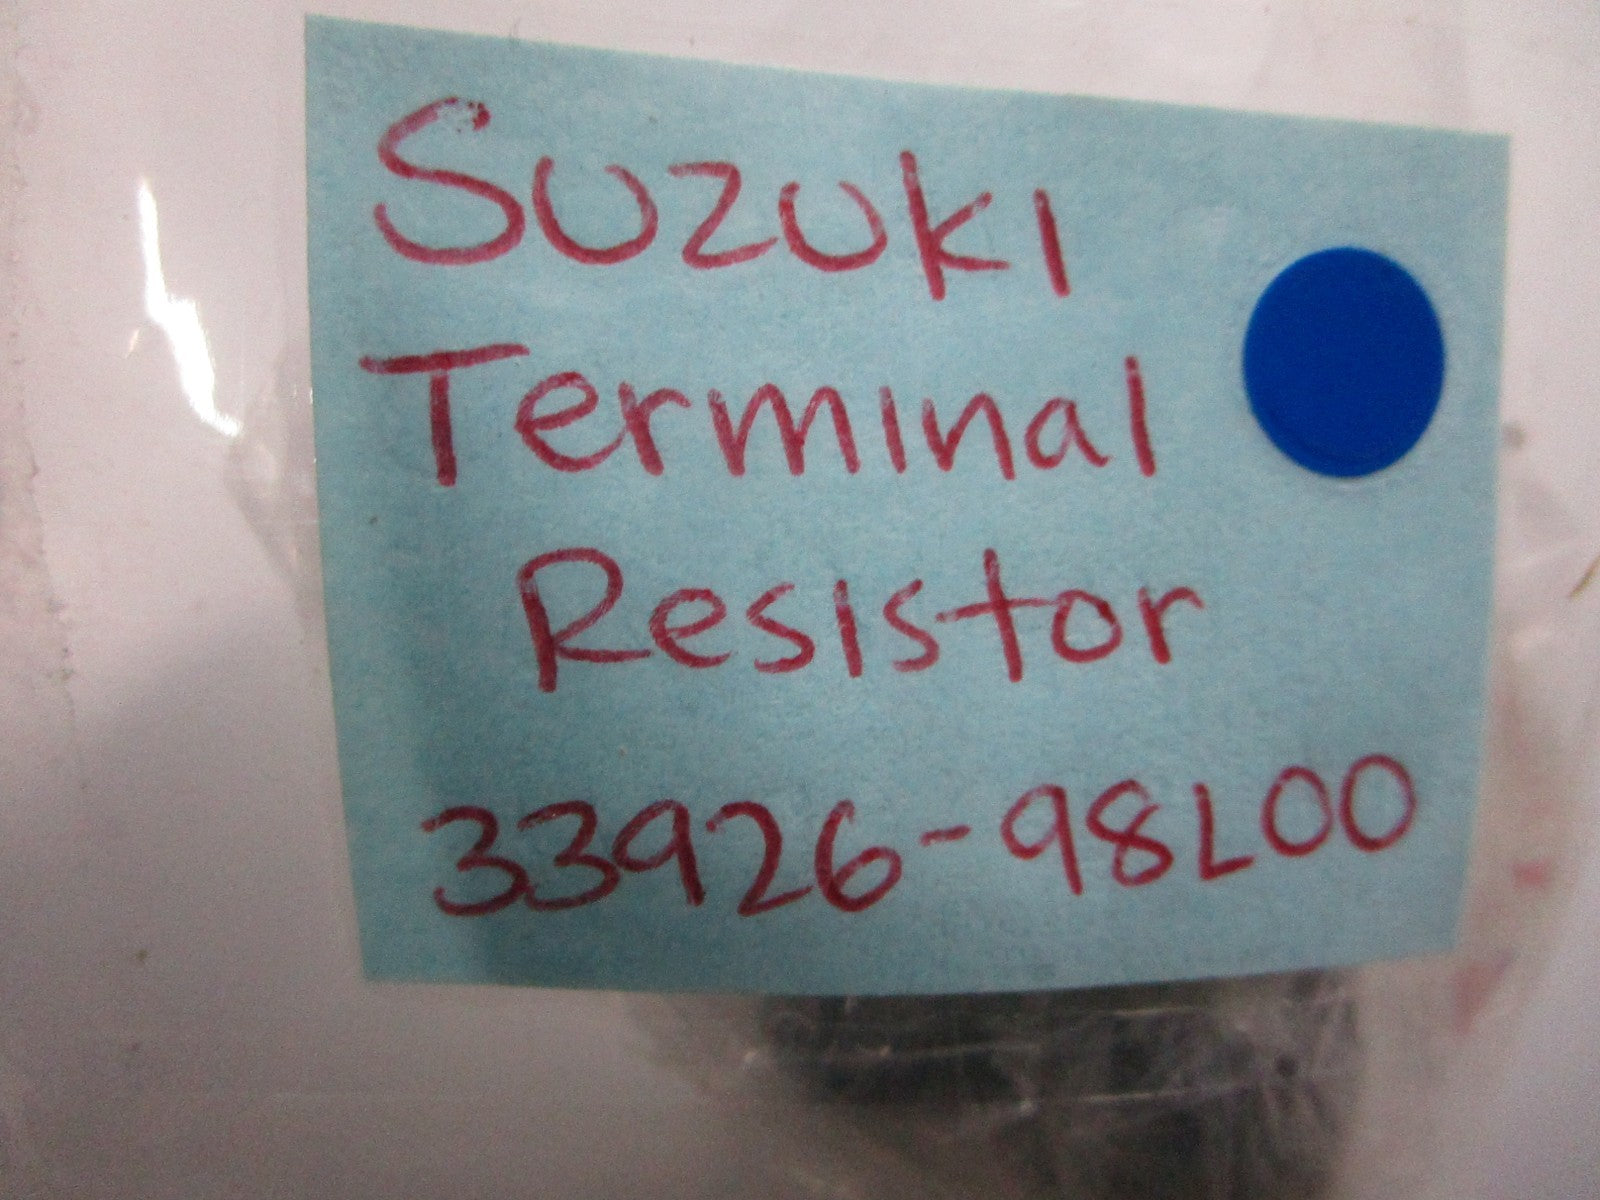 Suzuki
Terminal
Resistor
33926-98L00